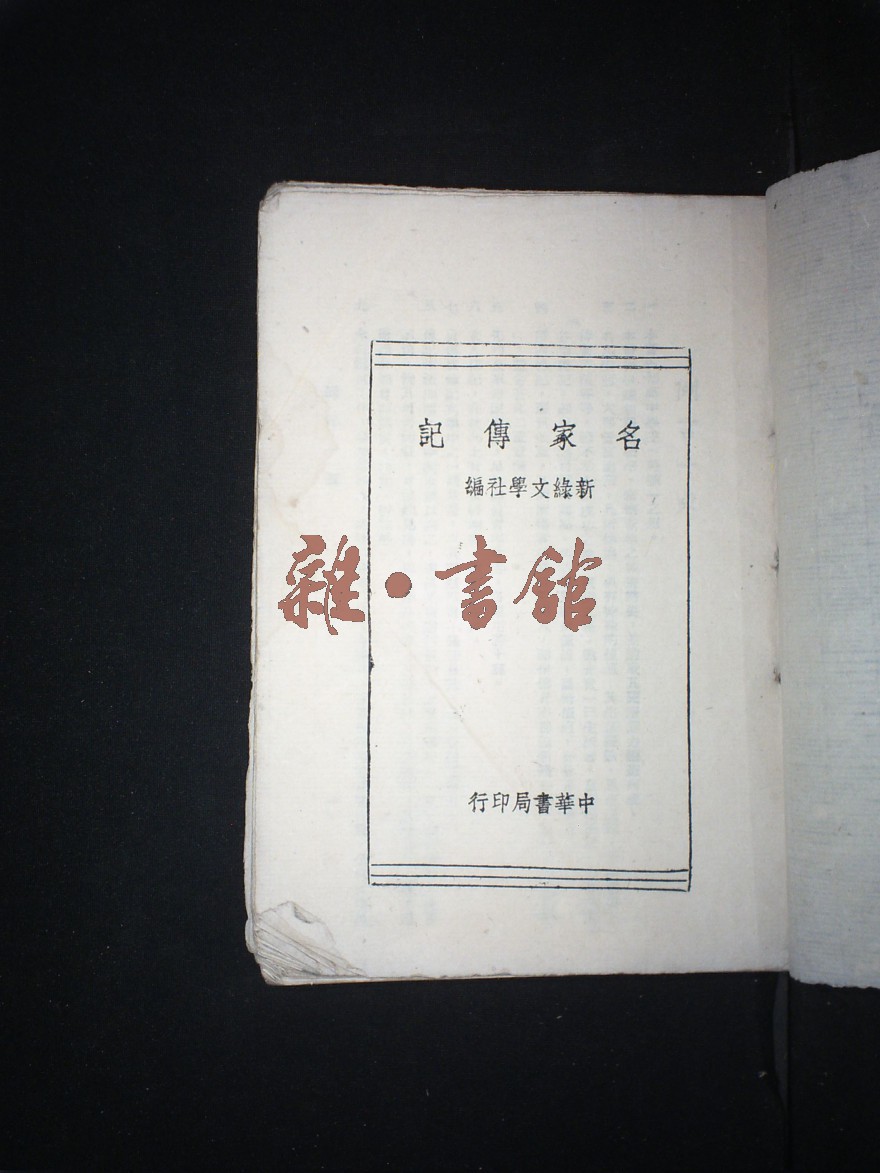 名家傳記
新綠文學社編
雜·書館
中華書局印行